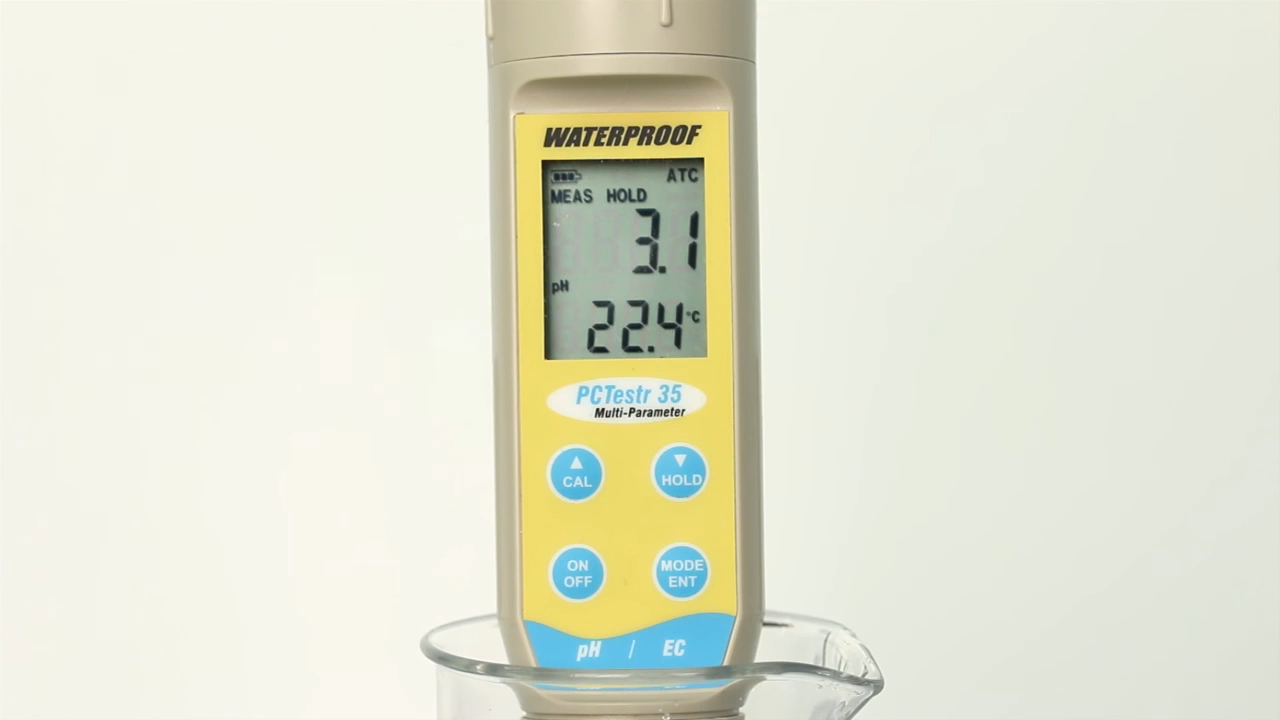 WATERPROOF
ATC
MEAS HOLD
3.1
pH
22.4 °C
PCTestr 35
Multi-Parameter
CAL
HOLD
ON
OFF
MODE
ENT
pH / EC